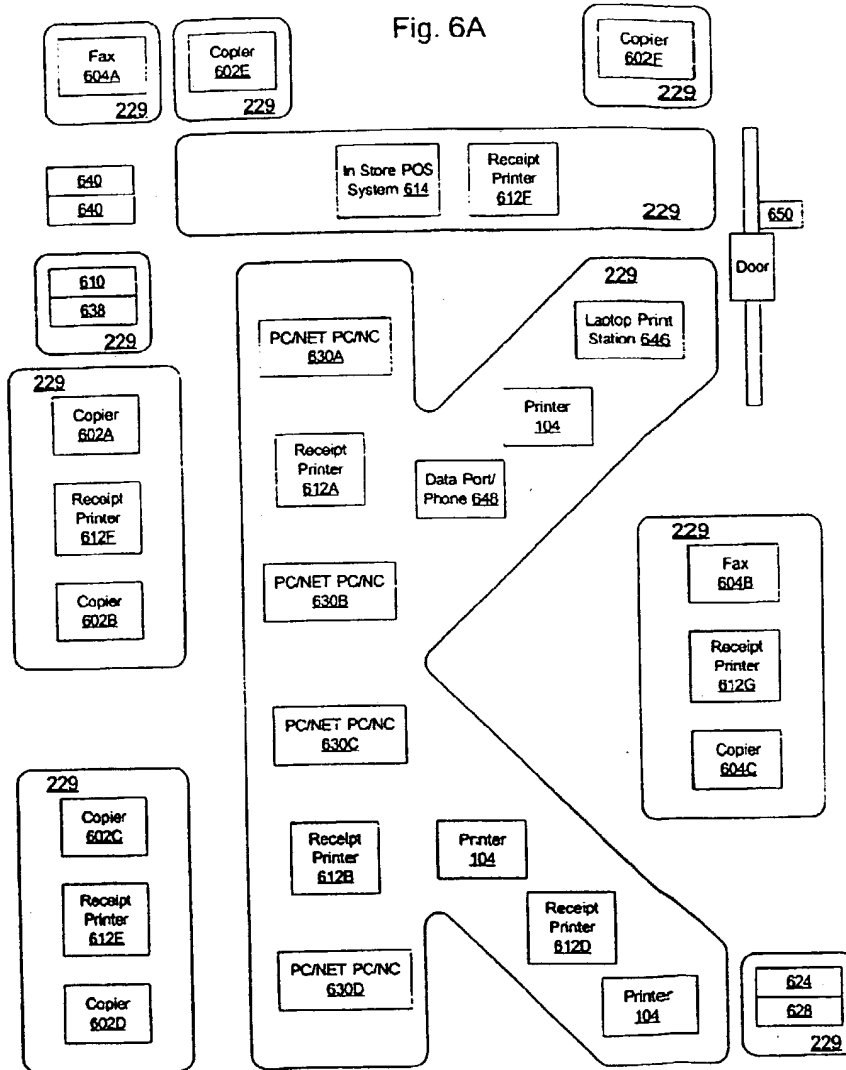 Fig. 6A
Fax
604A
229
Copier
602E
229
Copier
602F
229
640
640
In Store POS
System 614
Receipt
Printer
612F
229
650
Door
610
638
229
229
Laptop Print
Station 646
PC/NET PC/NC
630A
Printer
104
229
Copier
602A
Receipt
Printer
612F
Copier
602B
Receipt
Printer
612A
Data Port/
Phone 648
PC/NET PC/NC
630B
229
Fax
604B
Receipt
Printer
612G
Copier
604C
PC/NET PC/NC
630C
229
Copier
602C
Receipt
Printer
612E
Copier
602D
Receipt
Printer
612B
Printer
104
Receipt
Printer
612D
PC/NET PC/NC
630D
Printer
104
624
628
229